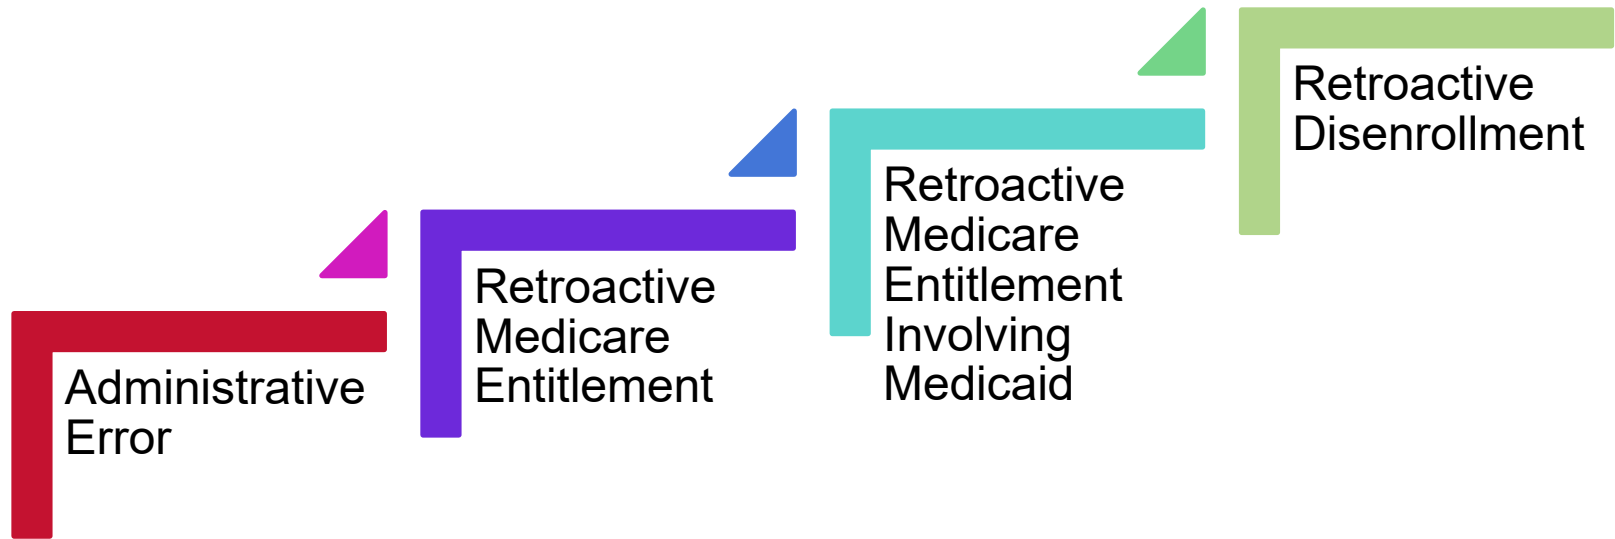 Administrative
Error
Retroactive
Medicare
Entitlement
Retroactive
Medicare
Entitlement
Involving
Medicaid
Retroactive
Disenrollment